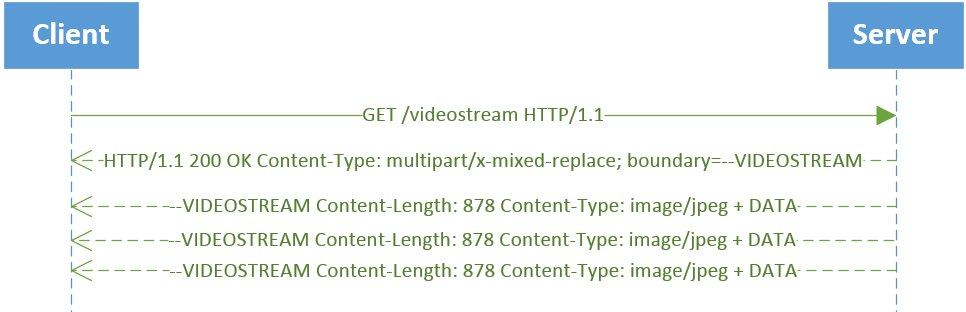 Client
Server
GET /videostream HTTP/1.1
HTTP/1.1 200 OK Content-Type: multipart/x-mixed-replace; boundary=--VIDEOSTREAM
--VIDEOSTREAM Content-Length: 878 Content-Type: image/jpeg + DATA
--VIDEOSTREAM Content-Length: 878 Content-Type: image/jpeg + DATA
--VIDEOSTREAM Content-Length: 878 Content-Type: image/jpeg + DATA